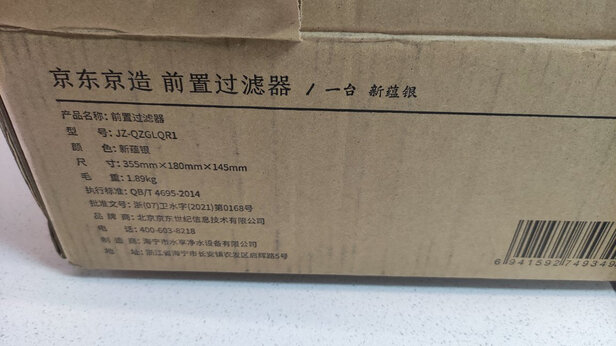 京东京造 前置过滤器 / 一台 新蕴银
产品名称: 前置过滤器
型 号: JZ-QZGLQR1
颜 色: 新蕴银
尺 寸: 355mm×180mm×145mm
毛 重: 1.89kg
执行标准: QB/T 4695-2014
批准文号: 浙(07)卫水字(2021)第0168号
品 牌 商: 北京京东世纪信息技术有限公司
电 话: 400-603-8218
制 造 商: 海宁市水享净水设备有限公司
地 址: 浙江省海宁市长安镇农发区启辉路5号
6 941592 749349